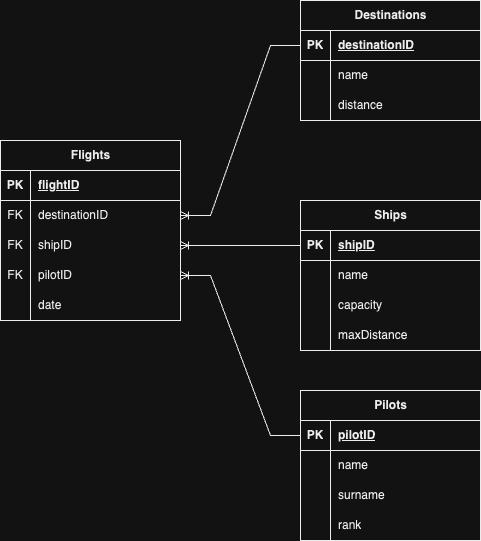 Destinations
PK destinationID
name
distance
Flights
PK flightID
FK destinationID
FK shipID
FK pilotID
date
Ships
PK shipID
name
capacity
maxDistance
Pilots
PK pilotID
name
surname
rank